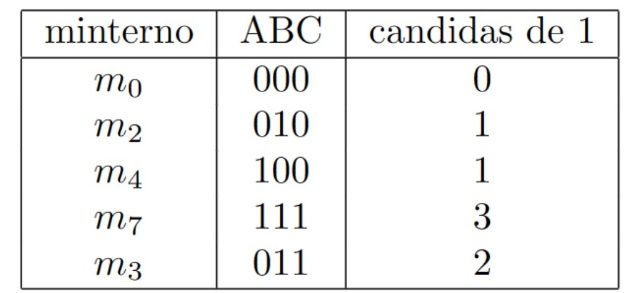 minterno ABC candidas de 1
m₀ 000 0
m₂ 010 1
m₄ 100 1
m₇ 111 3
m₃ 011 2